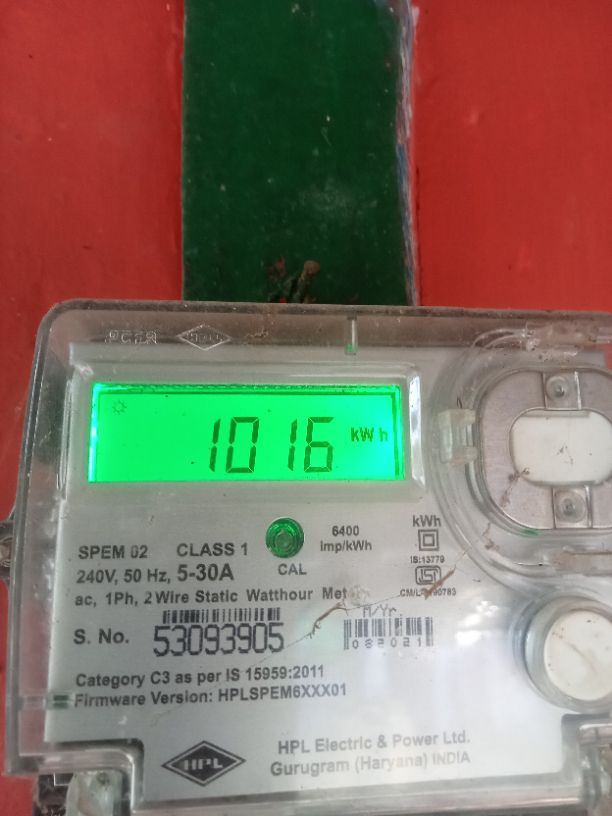 1016 kWh
SPEM 02 CLASS 1
6400
imp/kWh
kWh
IS:13779
240V, 50 Hz, 5-30A
CAL
ac, 1Ph, 2 Wire Static Watthour
M/Yr.
S. No. 53093905
082021
Category C3 as per IS 15959:2011
Firmware Version: HPLSPEM6XXX01
HPL
HPL Electric & Power Ltd.
Gurugram (Haryana) INDIA